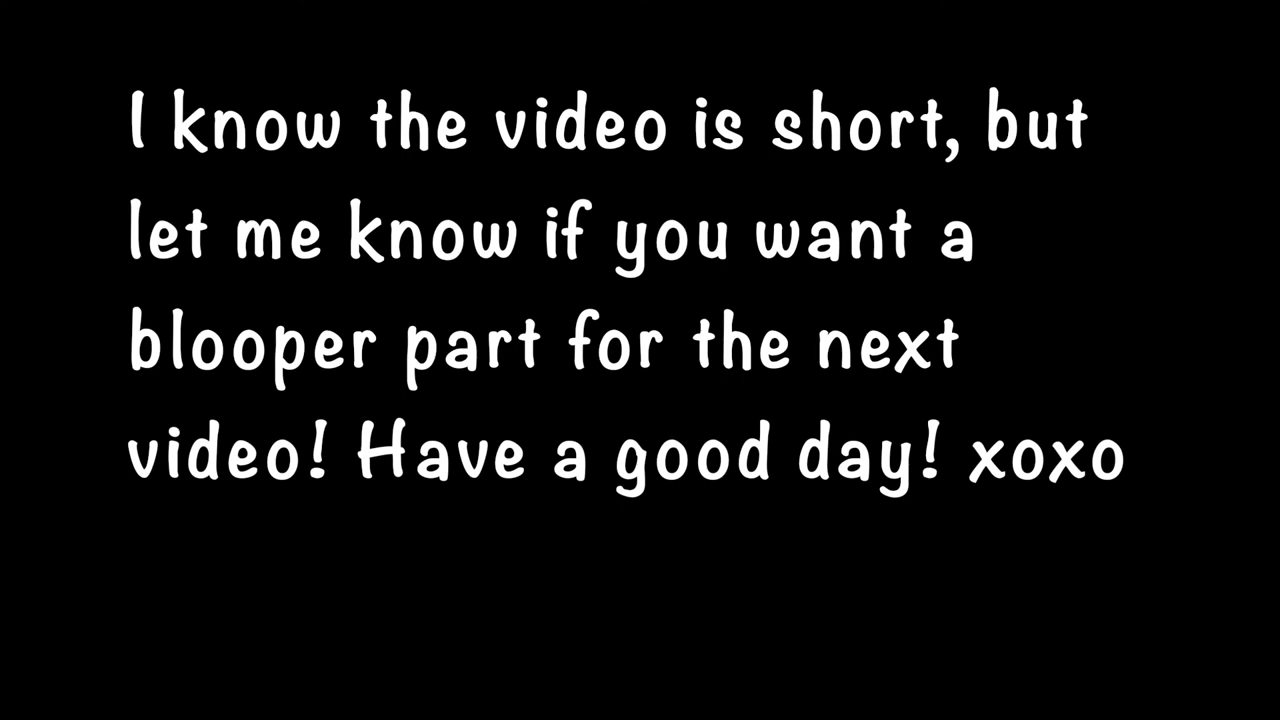 I know the video is short, but
let me know if you want a
blooper part for the next
video! Have a good day! xoxo